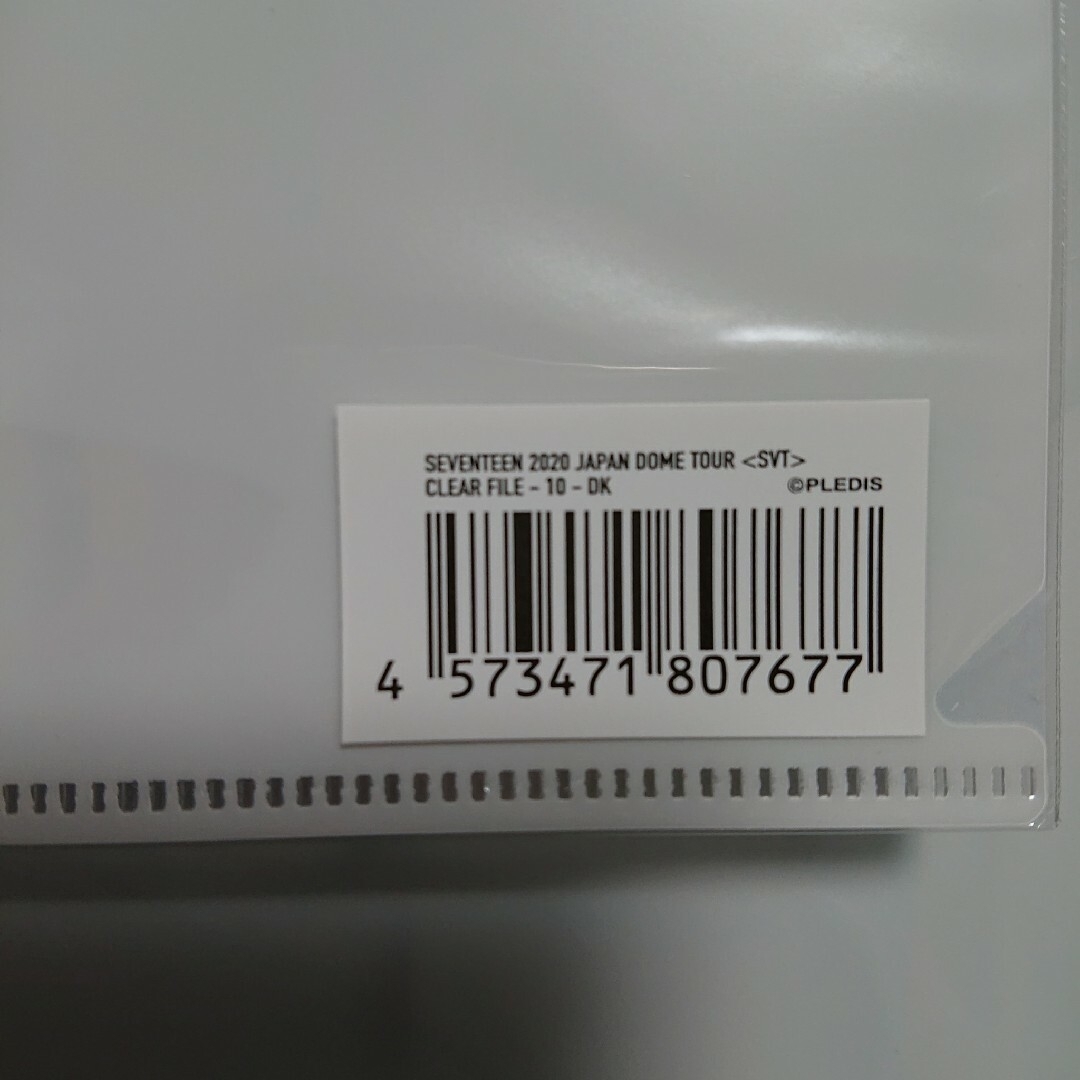 SEVENTEEN 2020 JAPAN DOME TOUR <SVT>
CLEAR FILE - 10 - DK ©PLEDIS
4 573471 807677